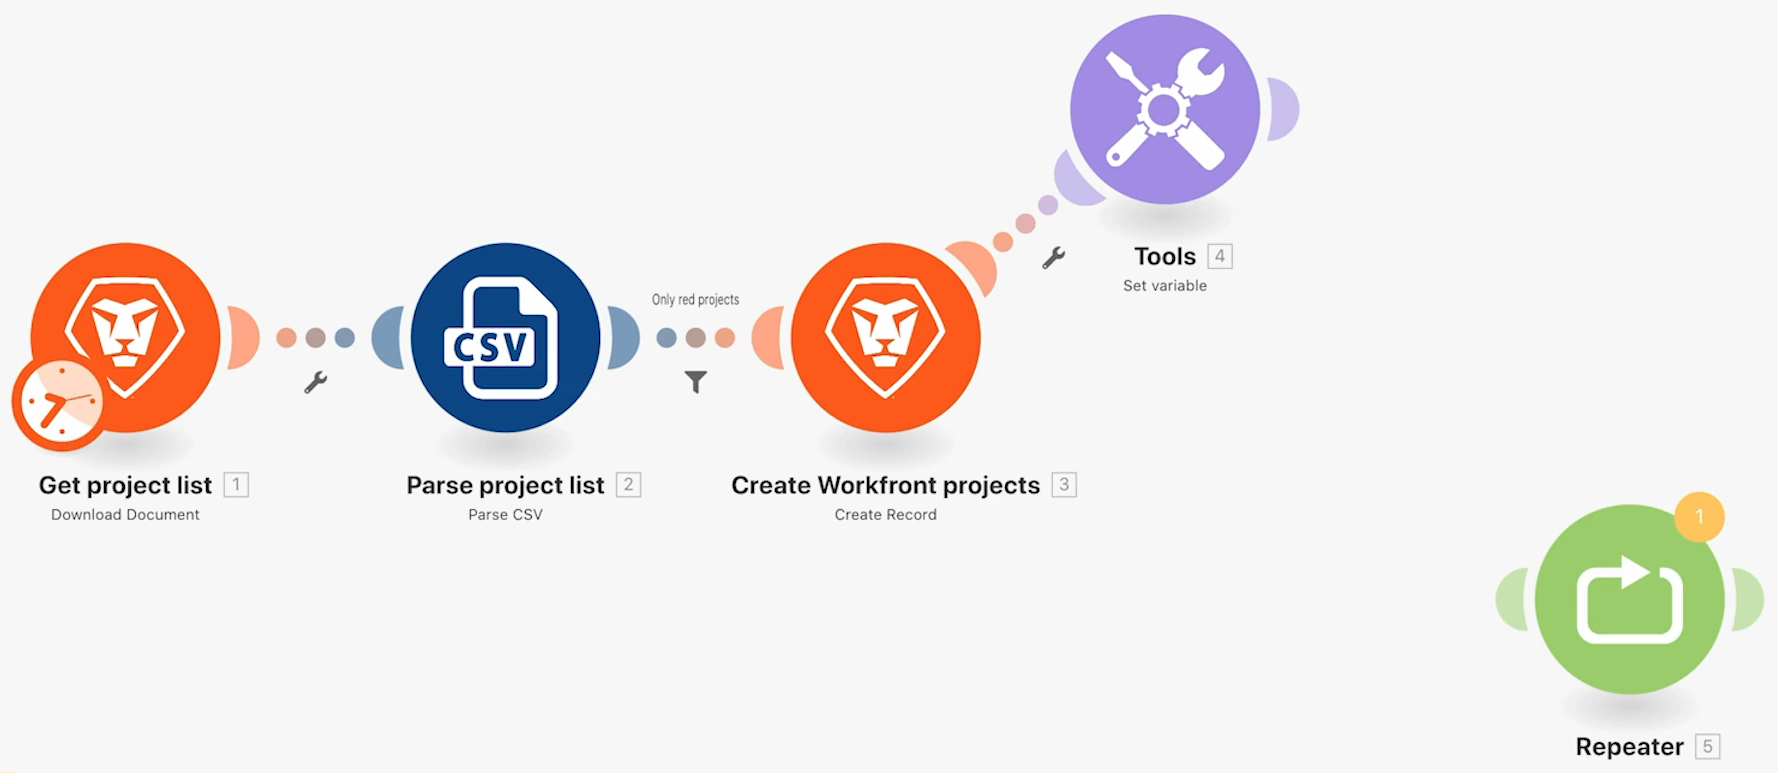 Get project list 1
Download Document
CSV
Parse project list 2
Parse CSV
Only red projects
Create Workfront projects 3
Create Record
Tools 4
Set variable
1
Repeater 5